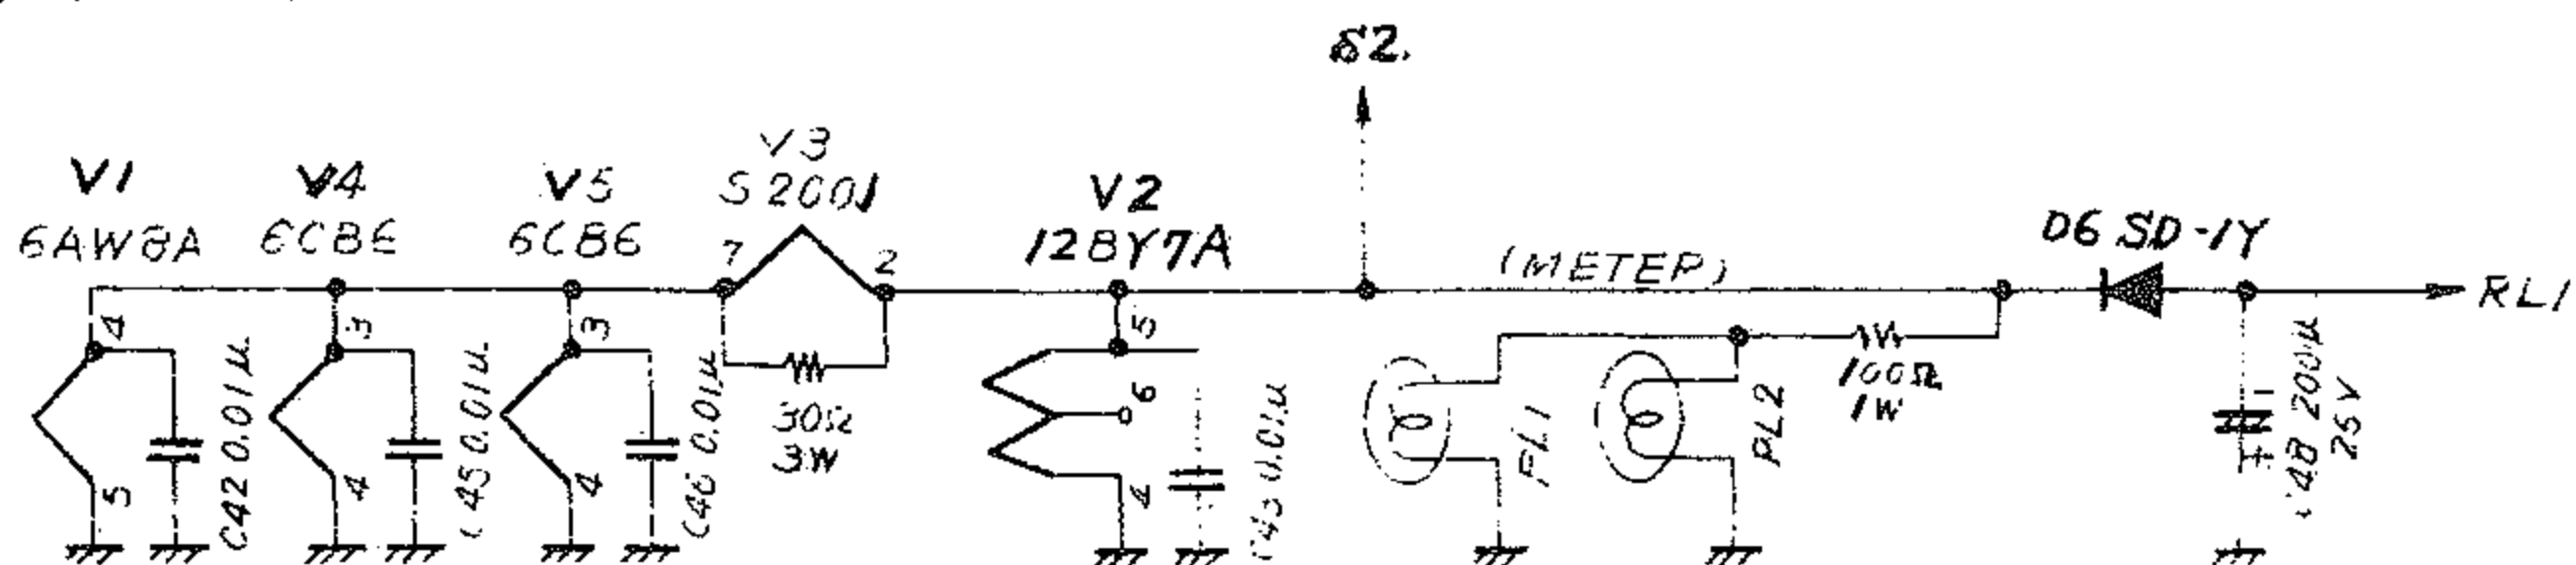 S2.
V1
6AW8A
V4
6CB6
V5
6CB6
V3
S2001
7
2
V2
12BY7A
(METER)
D6 SD-1Y
RL1
4
5
C42 0.01μ
3
4
C45 0.01μ
3
4
C46 0.01μ
30Ω
3W
5
6
4
0.01μ
PL1
PL2
100Ω
1W
C48 200μ
25V